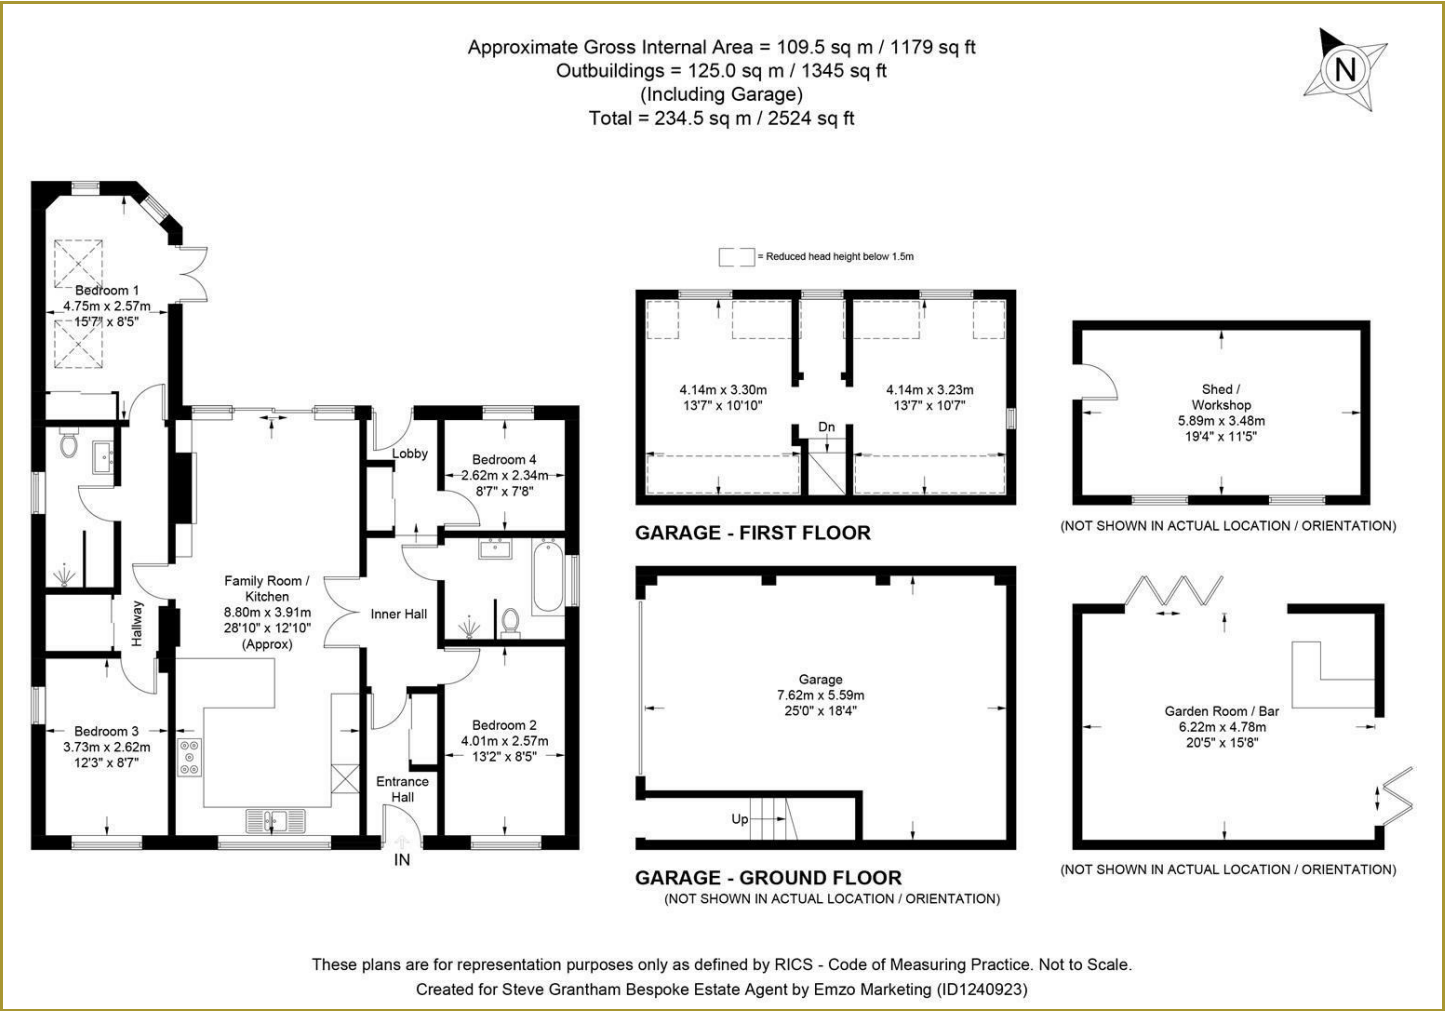 Approximate Gross Internal Area = 109.5 sq m / 1179 sq ft
Outbuildings = 125.0 sq m / 1345 sq ft
(Including Garage)
Total = 234.5 sq m / 2524 sq ft
N
= Reduced head height below 1.5m
Bedroom 1
4.75m x 2.57m
15'7" x 8'5"
Lobby
Bedroom 4
2.62m x 2.34m
8'7" x 7'8"
Family Room /
Kitchen
8.80m x 3.91m
28'10" x 12'10"
(Approx)
Inner Hall
Hallway
Bedroom 3
3.73m x 2.62m
12'3" x 8'7"
Bedroom 2
4.01m x 2.57m
13'2" x 8'5"
Entrance
Hall
IN
4.14m x 3.30m
13'7" x 10'10"
4.14m x 3.23m
13'7" x 10'7"
Dn
GARAGE - FIRST FLOOR
Shed /
Workshop
5.89m x 3.48m
19'4" x 11'5"
(NOT SHOWN IN ACTUAL LOCATION / ORIENTATION)
Garage
7.62m x 5.59m
25'0" x 18'4"
Up
GARAGE - GROUND FLOOR
(NOT SHOWN IN ACTUAL LOCATION / ORIENTATION)
Garden Room / Bar
6.22m x 4.78m
20'5" x 15'8"
(NOT SHOWN IN ACTUAL LOCATION / ORIENTATION)
These plans are for representation purposes only as defined by RICS - Code of Measuring Practice. Not to Scale.
Created for Steve Grantham Bespoke Estate Agent by Emzo Marketing (ID1240923)